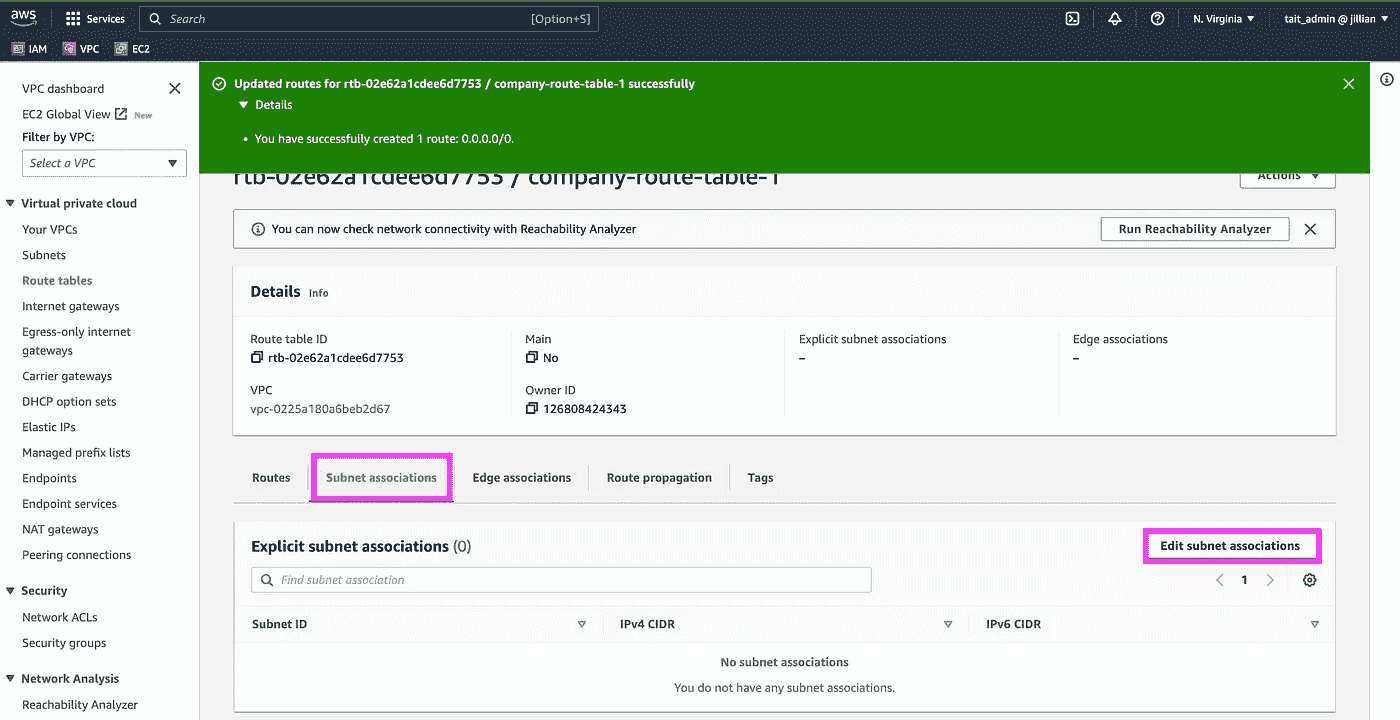 aws
Services
Search
[Option+S]
N. Virginia
tait_admin @ jillian
IAM
VPC
EC2
VPC dashboard
EC2 Global View
New
Filter by VPC:
Select a VPC
Virtual private cloud
Your VPCs
Subnets
Route tables
Internet gateways
Egress-only internet
gateways
Carrier gateways
DHCP option sets
Elastic IPs
Managed prefix lists
Endpoints
Endpoint services
NAT gateways
Peering connections
Security
Network ACLs
Security groups
Network Analysis
Reachability Analyzer
Updated routes for rtb-02e62a1cdee6d7753 / company-route-table-1 successfully
Details
• You have successfully created 1 route: 0.0.0.0/0.
rtb-02e62a1cdee6d7753 / company-route-table-1
Actions
You can now check network connectivity with Reachability Analyzer
Run Reachability Analyzer
Details Info
Route table ID
rtb-02e62a1cdee6d7753
Main
No
Explicit subnet associations
–
Edge associations
–
VPC
vpc-0225a180a6beb2d67
Owner ID
126808424343
Routes
Subnet associations
Edge associations
Route propagation
Tags
Explicit subnet associations (0)
Edit subnet associations
Find subnet association
1
Subnet ID
IPv4 CIDR
IPv6 CIDR
No subnet associations
You do not have any subnet associations.